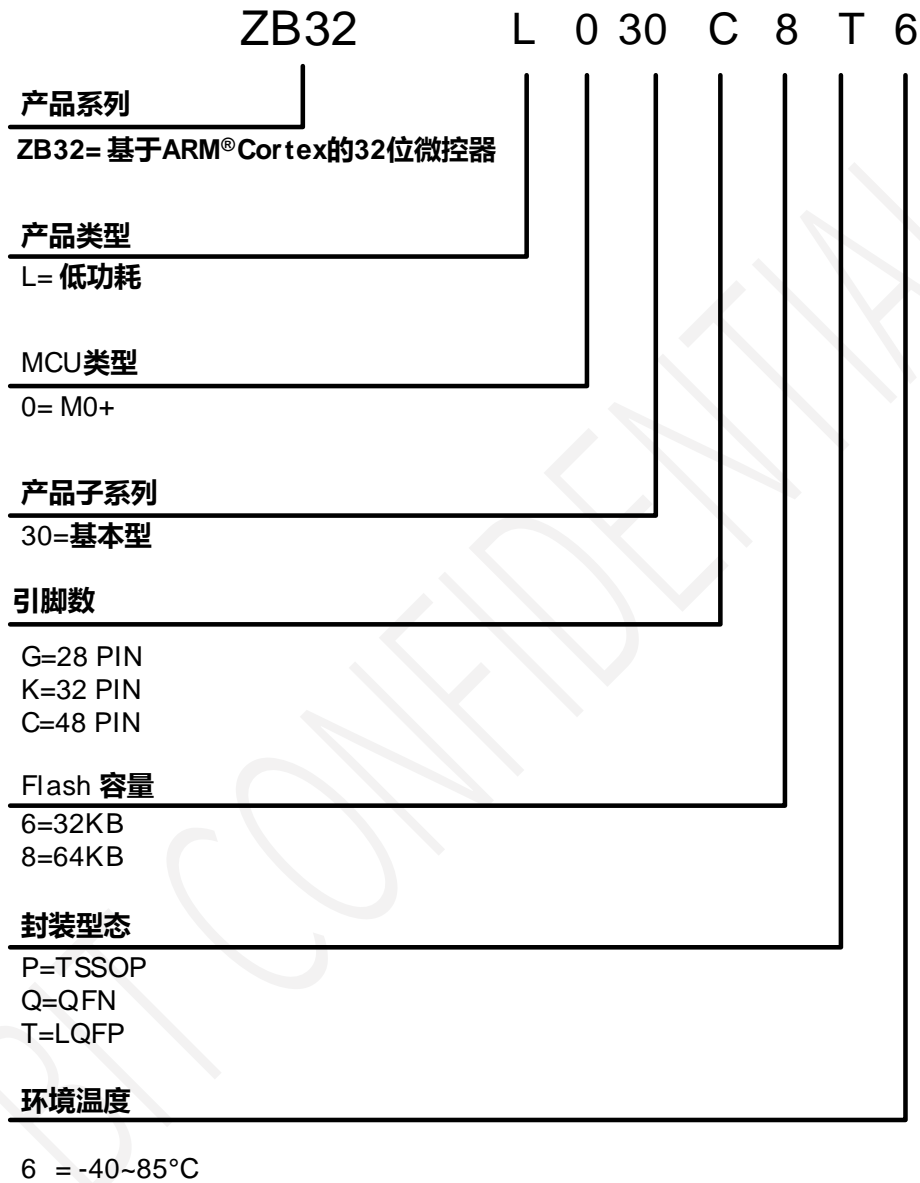 ZB32 L 0 30 C 8 T 6
产品系列
ZB32= 基于ARM®Cortex的32位微控器
产品类型
L= 低功耗
MCU类型
0= M0+
产品子系列
30=基本型
引脚数
G=28 PIN
K=32 PIN
C=48 PIN
Flash 容量
6=32KB
8=64KB
封装型态
P=TSSOP
Q=QFN
T=LQFP
环境温度
6 = -40~85°C
BIT CONFIDENTIAL